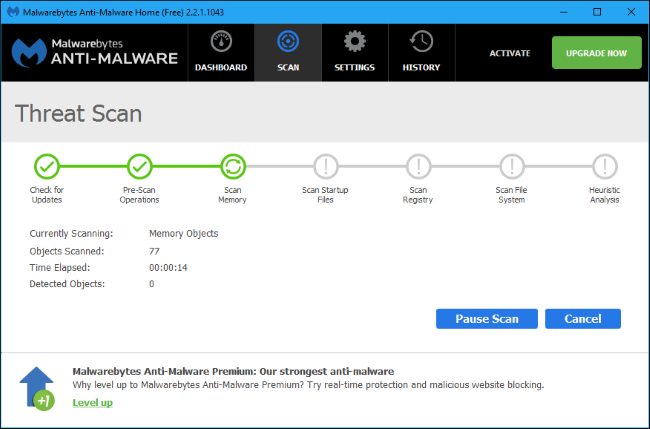 Malwarebytes Anti-Malware Home (Free) 2.2.1.1043
Malwarebytes
ANTI-MALWARE
DASHBOARD
SCAN
SETTINGS
HISTORY
ACTIVATE
UPGRADE NOW
Threat Scan
Check for
Updates
Pre-Scan
Operations
Scan
Memory
Scan Startup
Files
Scan
Registry
Scan File
System
Heuristic
Analysis
Currently Scanning: Memory Objects
Objects Scanned: 77
Time Elapsed: 00:00:14
Detected Objects: 0
Pause Scan
Cancel
Malwarebytes Anti-Malware Premium: Our strongest anti-malware
Why level up to Malwarebytes Anti-Malware Premium? Try real-time protection and malicious website blocking.
+1
Level up